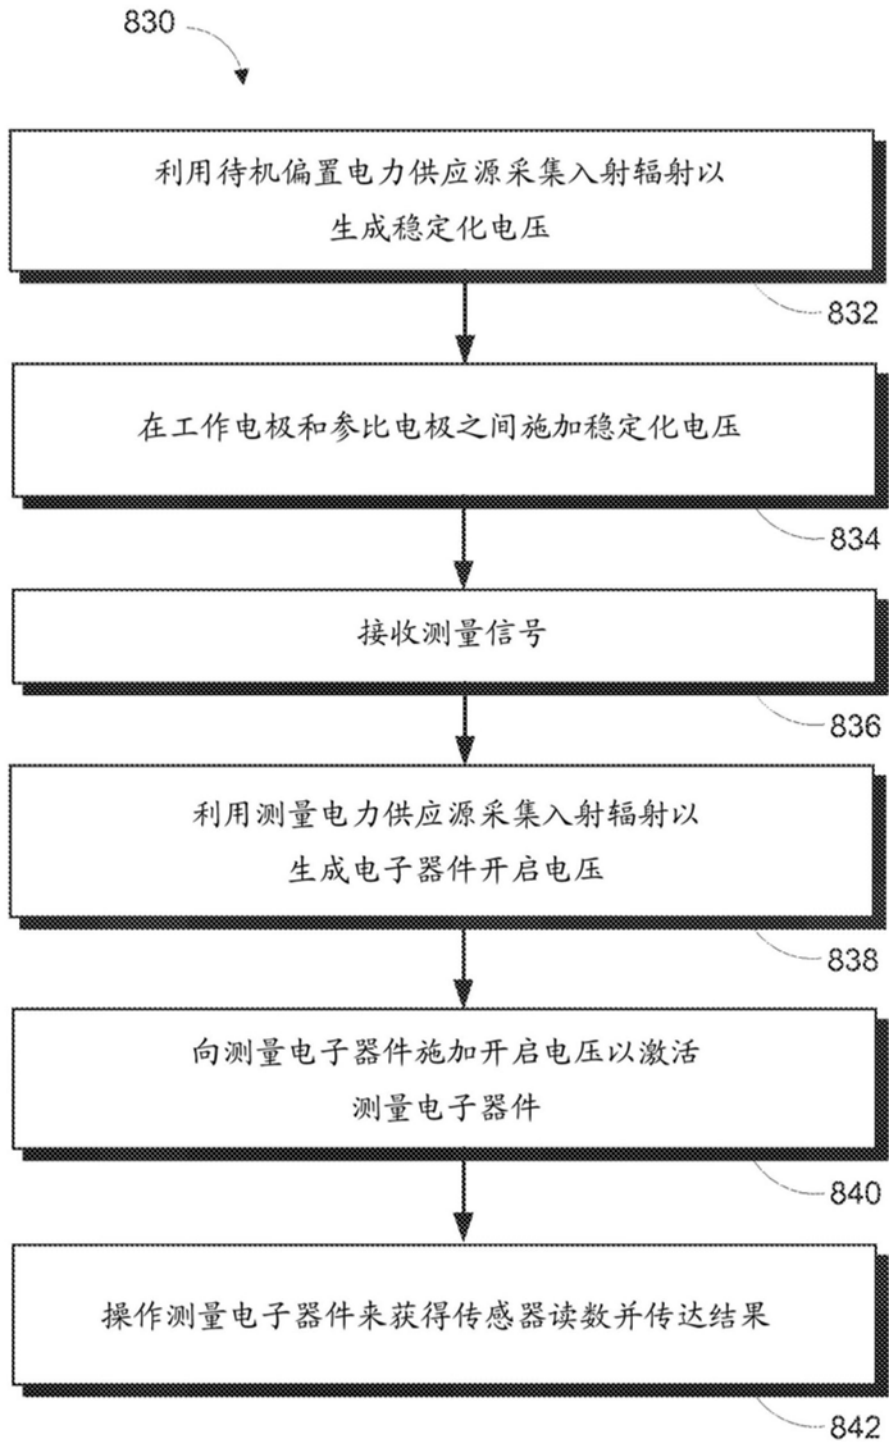 830
利用待机偏置电力供应源采集入射辐射以
生成稳定化电压
832
在工作电极和参比电极之间施加稳定化电压
834
接收测量信号
836
利用测量电力供应源采集入射辐射以
生成电子器件开启电压
838
向测量电子器件施加开启电压以激活
测量电子器件
840
操作测量电子器件来获得传感器读数并传达结果
842